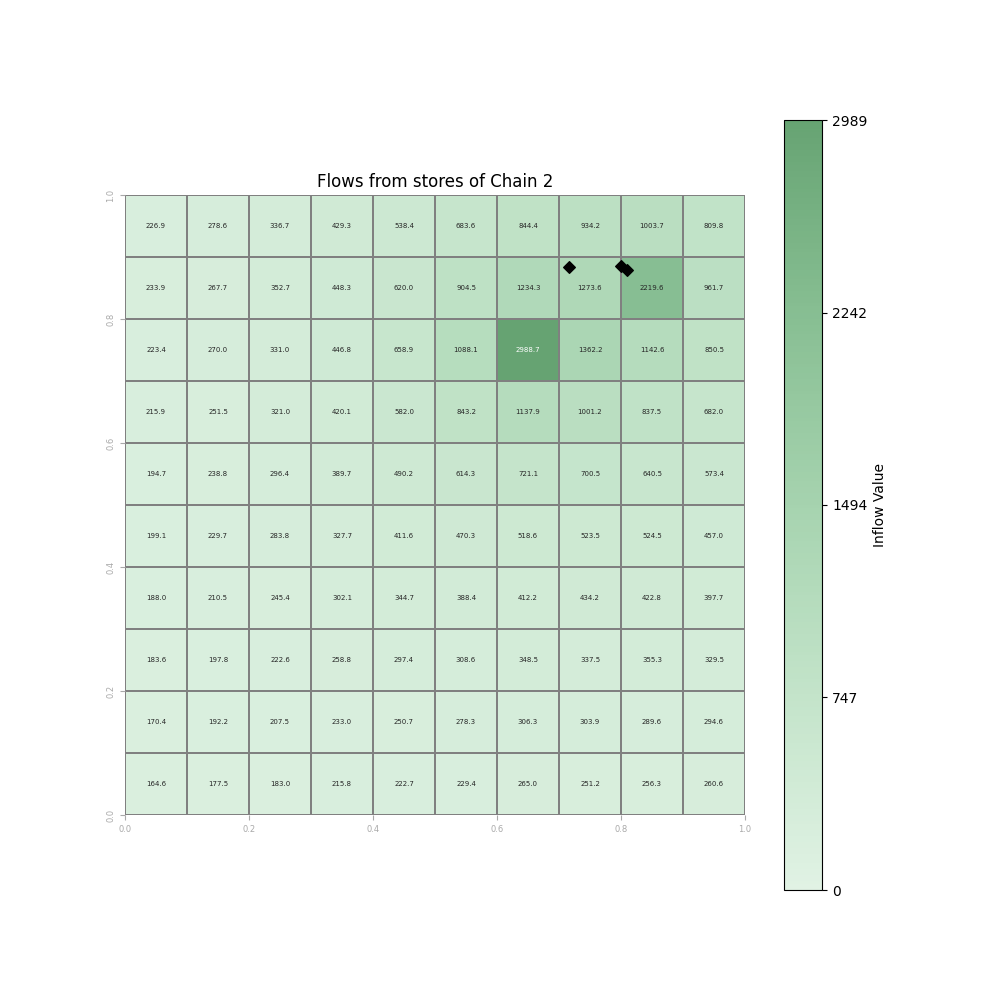 Flows from stores of Chain 2
1.0
226.9 278.6 336.7 429.3 538.4 683.6 844.4 934.2 1003.7 809.8
233.9 267.7 352.7 448.3 620.0 904.5 1234.3 1273.6 2219.6 961.7
0.8
223.4 270.0 331.0 446.8 658.9 1088.1 2988.7 1362.2 1142.6 850.5
215.9 251.5 321.0 420.1 582.0 843.2 1137.9 1001.2 837.5 682.0
0.6
194.7 238.8 296.4 389.7 490.2 614.3 721.1 700.5 640.5 573.4
199.1 229.7 283.8 327.7 411.6 470.3 518.6 523.5 524.5 457.0
0.4
188.0 210.5 245.4 302.1 344.7 388.4 412.2 434.2 422.8 397.7
183.6 197.8 222.6 258.8 297.4 308.6 348.5 337.5 355.3 329.5
0.2
170.4 192.2 207.5 233.0 250.7 278.3 306.3 303.9 289.6 294.6
164.6 177.5 183.0 215.8 222.7 229.4 265.0 251.2 256.3 260.6
0.0
0.0 0.2 0.4 0.6 0.8 1.0
2989
2242
1494
747
0
Inflow Value